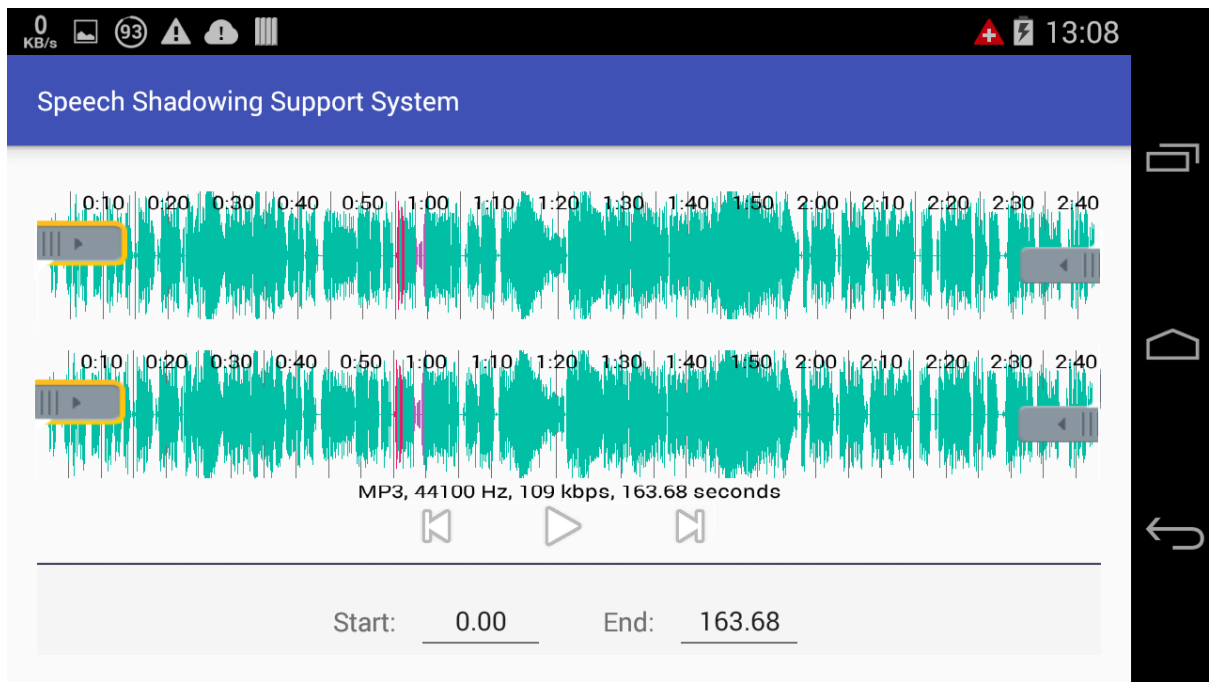 0 KB/s 93 13:08
Speech Shadowing Support System
0:10 0:20 0:30 0:40 0:50 1:00 1:10 1:20 1:30 1:40 1:50 2:00 2:10 2:20 2:30 2:40
0:10 0:20 0:30 0:40 0:50 1:00 1:10 1:20 1:30 1:40 1:50 2:00 2:10 2:20 2:30 2:40
MP3, 44100 Hz, 109 kbps, 163.68 seconds
Start: 0.00 End: 163.68